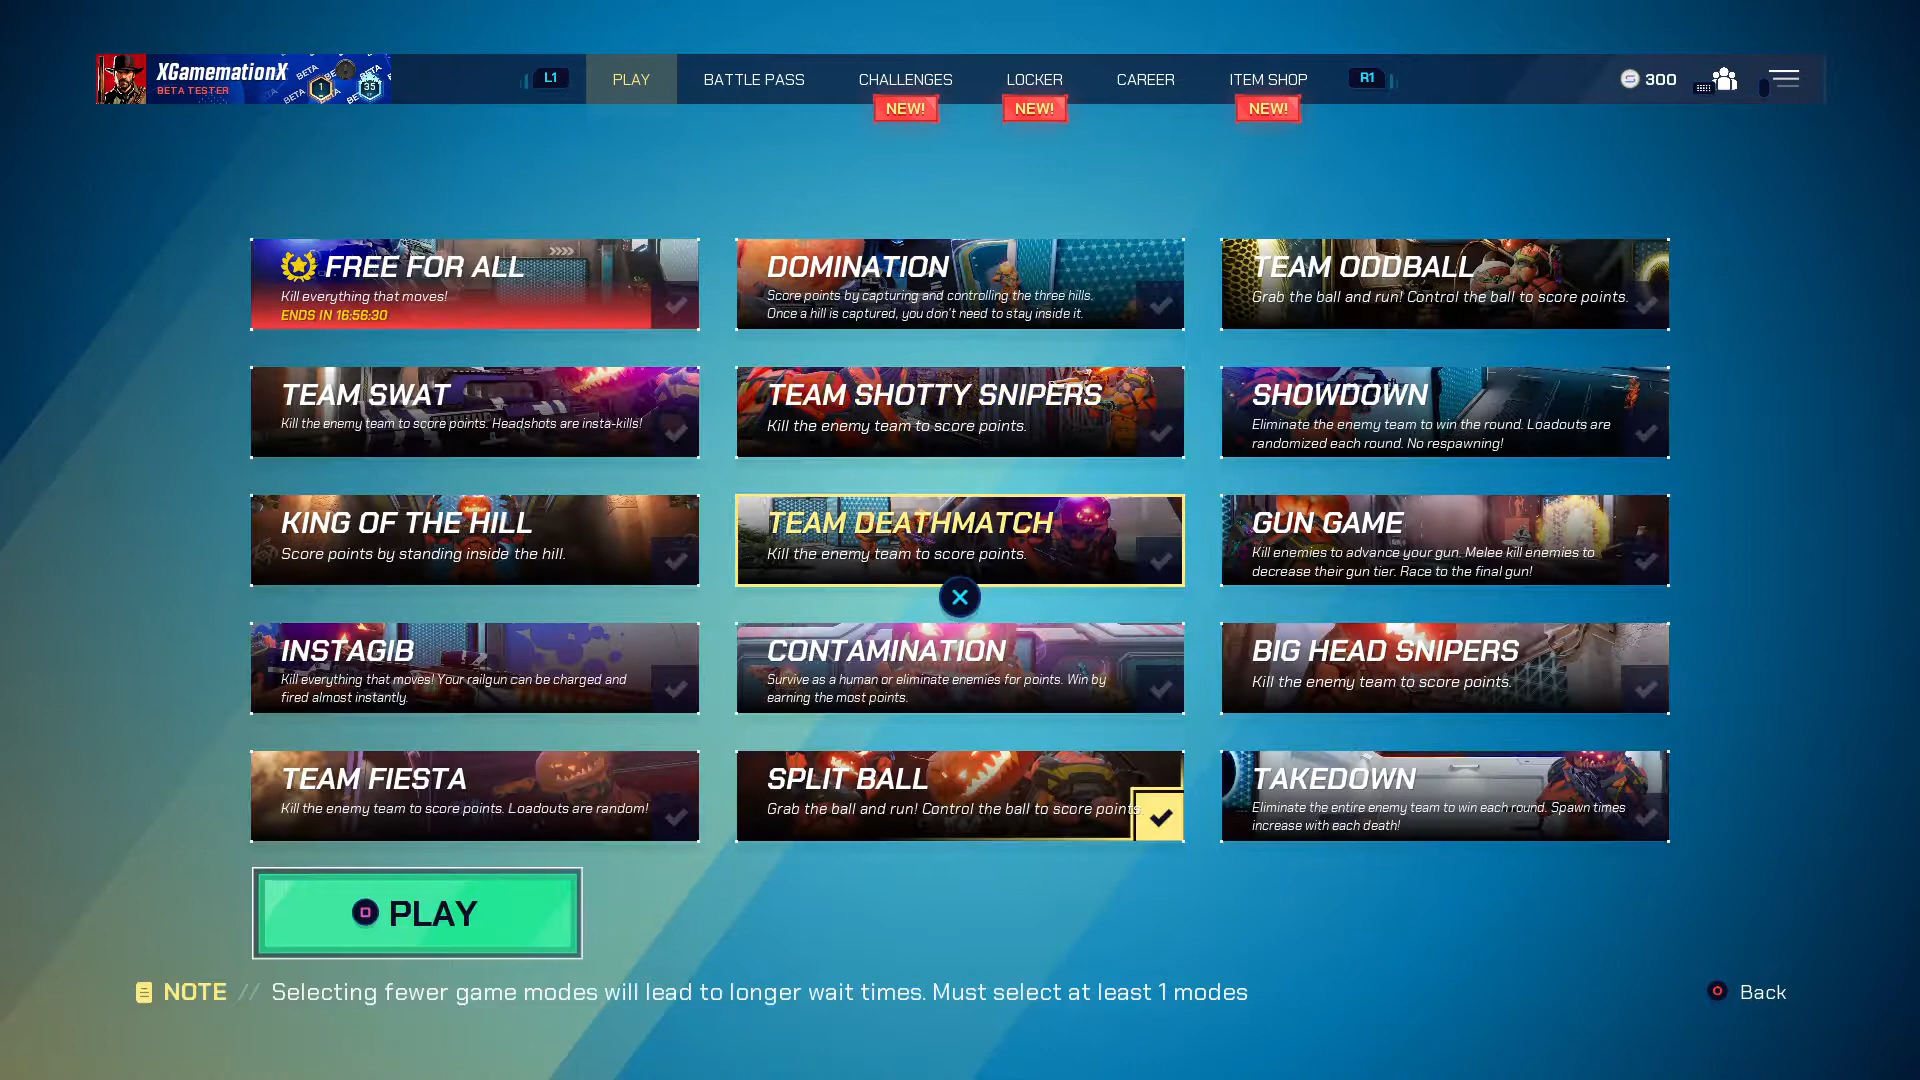 XGamemationX
BETA TESTER
BETA
BETA
BETA
1
35
L1
PLAY
BATTLE PASS
CHALLENGES
LOCKER
CAREER
ITEM SHOP
R1
300
NEW!
NEW!
NEW!
FREE FOR ALL
Kill everything that moves!
ENDS IN 16:56:30
DOMINATION
Score points by capturing and controlling the three hills.
Once a hill is captured, you don't need to stay inside it.
TEAM ODDBALL
Grab the ball and run! Control the ball to score points.
TEAM SWAT
Kill the enemy team to score points. Headshots are insta-kills!
TEAM SHOTTY SNIPERS
Kill the enemy team to score points.
SHOWDOWN
Eliminate the enemy team to win the round. Loadouts are
randomized each round. No respawning!
KING OF THE HILL
Score points by standing inside the hill.
TEAM DEATHMATCH
Kill the enemy team to score points.
GUN GAME
Kill enemies to advance your gun. Melee kill enemies to
decrease their gun tier. Race to the final gun!
INSTAGIB
Kill everything that moves! Your railgun can be charged and
fired almost instantly.
CONTAMINATION
Survive as a human or eliminate enemies for points. Win by
earning the most points.
BIG HEAD SNIPERS
Kill the enemy team to score points.
TEAM FIESTA
Kill the enemy team to score points. Loadouts are random!
SPLIT BALL
Grab the ball and run! Control the ball to score points.
TAKEDOWN
Eliminate the entire enemy team to win each round. Spawn times
increase with each death!
PLAY
NOTE // Selecting fewer game modes will lead to longer wait times. Must select at least 1 modes
Back